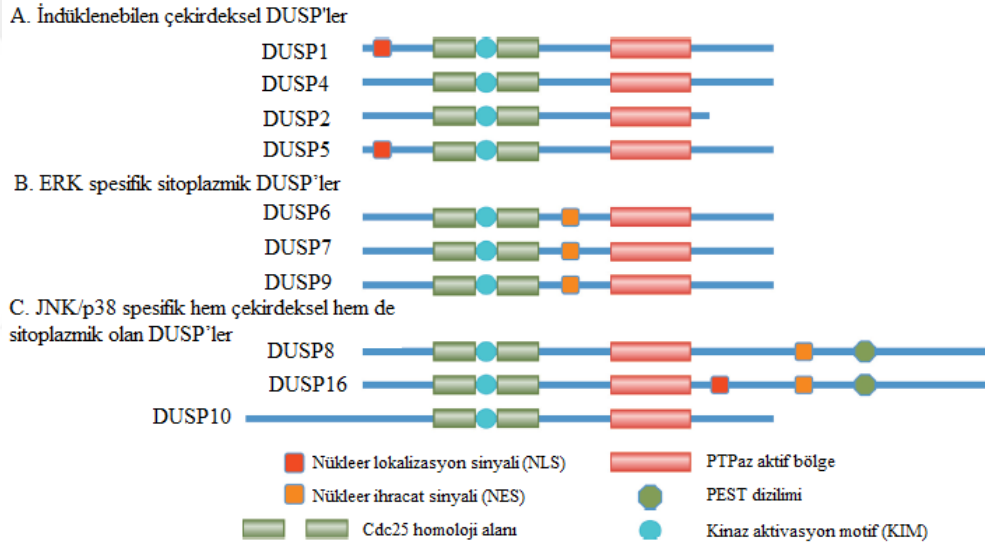 A. İndüklenebilen çekirdeksel DUSP'ler
DUSP1
DUSP4
DUSP2
DUSP5
B. ERK spesifik sitoplazmik DUSP’ler
DUSP6
DUSP7
DUSP9
C. JNK/p38 spesifik hem çekirdeksel hem de
sitoplazmik olan DUSP’ler
DUSP8
DUSP16
DUSP10
Nükleer lokalizasyon sinyali (NLS)
PTPaz aktif bölge
Nükleer ihracat sinyali (NES)
PEST dizilimi
Cdc25 homoloji alanı
Kinaz aktivasyon motif (KIM)